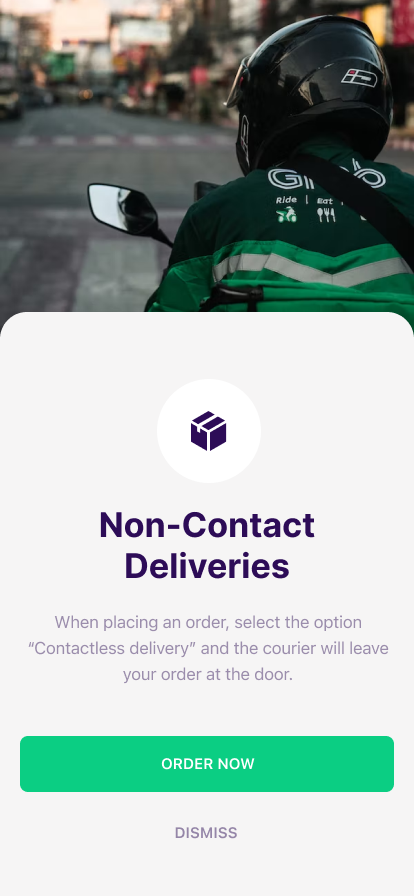 Grab
Ride | Eat |
Non-Contact
Deliveries
When placing an order, select the option
“Contactless delivery” and the courier will leave
your order at the door.
ORDER NOW
DISMISS